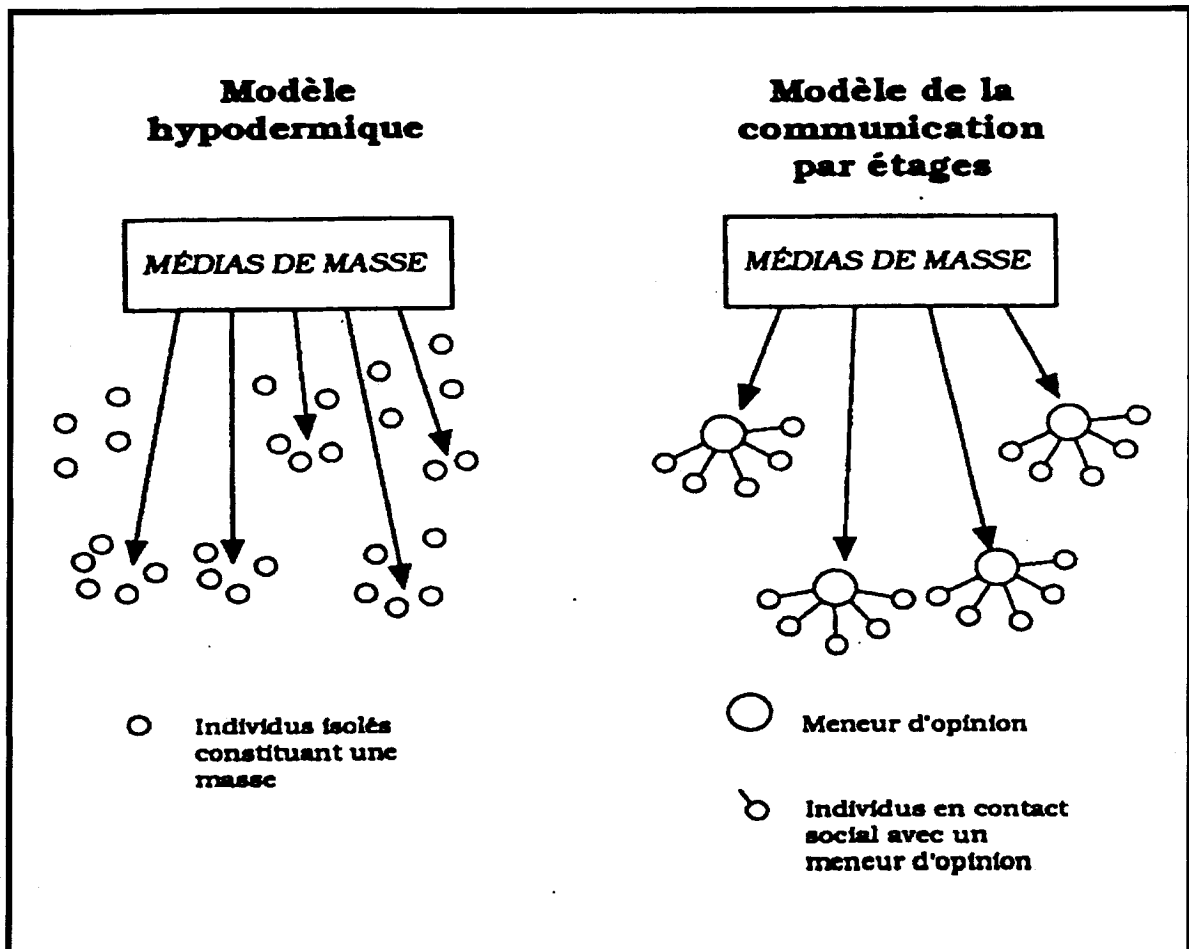 Modèle
hypodermique
MÉDIAS DE MASSE
Individus isolés
constituant une
masse
Modèle de la
communication
par étages
MÉDIAS DE MASSE
Meneur d'opinion
Individus en contact
social avec un
meneur d'opinion